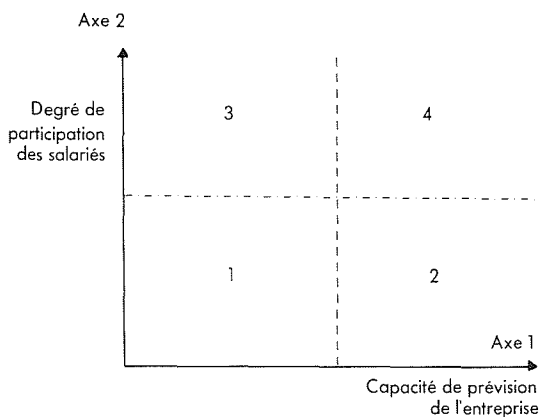 Axe 2
Degré de
participation
des salariés
3
4
1
2
Axe 1
Capacité de prévision
de l'entreprise